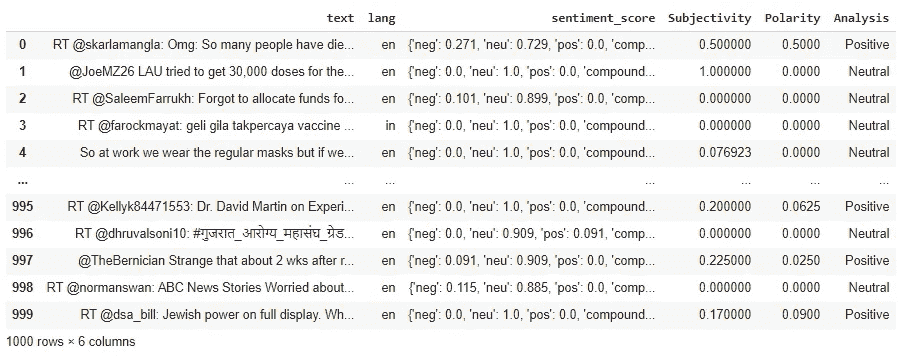 text lang sentiment_score Subjectivity Polarity Analysis
0 RT @skarlamangla: Omg: So many people have die... en {'neg': 0.271, 'neu': 0.729, 'pos': 0.0, 'comp... 0.500000 0.5000 Positive
1 @JoeMZ26 LAU tried to get 30,000 doses for the... en {'neg': 0.0, 'neu': 1.0, 'pos': 0.0, 'compound... 1.000000 0.0000 Neutral
2 RT @SaleemFarrukh: Forgot to allocate funds fo... en {'neg': 0.101, 'neu': 0.899, 'pos': 0.0, 'comp... 0.000000 0.0000 Neutral
3 RT @farockmayat: geli gila takpercaya vaccine ... in {'neg': 0.0, 'neu': 1.0, 'pos': 0.0, 'compound... 0.000000 0.0000 Neutral
4 So at work we wear the regular masks but if we... en {'neg': 0.0, 'neu': 1.0, 'pos': 0.0, 'compound... 0.076923 0.0000 Neutral
... ... ... ... ... ... ...
995 RT @Kellyk84471553: Dr. David Martin on Experi... en {'neg': 0.0, 'neu': 1.0, 'pos': 0.0, 'compound... 0.200000 0.0625 Positive
996 RT @dhruvalsoni10: #गुजरात_आरोग्य_महासंघ_ग्रेड... en {'neg': 0.0, 'neu': 0.909, 'pos': 0.091, 'comp... 0.000000 0.0000 Neutral
997 @TheBernician Strange that about 2 wks after r... en {'neg': 0.091, 'neu': 0.909, 'pos': 0.0, 'comp... 0.225000 0.0250 Positive
998 RT @normanswan: ABC News Stories Worried about... en {'neg': 0.115, 'neu': 0.885, 'pos': 0.0, 'comp... 0.000000 0.0000 Neutral
999 RT @dsa_bill: Jewish power on full display. Wh... en {'neg': 0.0, 'neu': 1.0, 'pos': 0.0, 'compound... 0.170000 0.0900 Positive
1000 rows × 6 columns